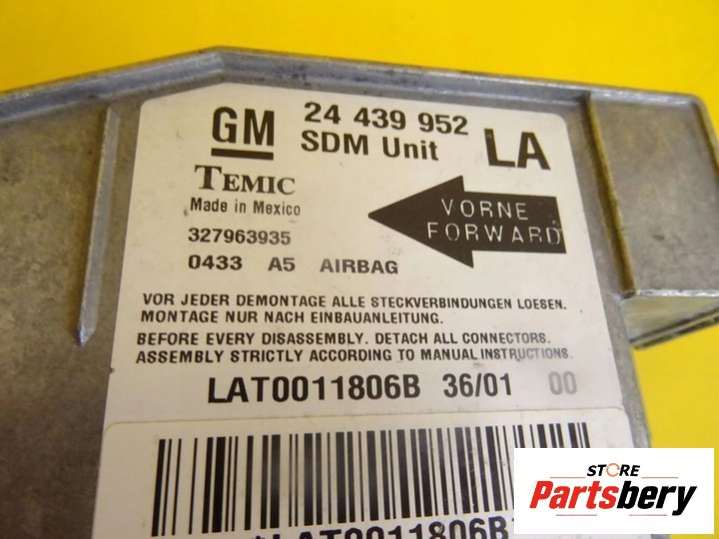 GM
24 439 952
SDM Unit
LA
TEMIC
Made in Mexico
VORNE
FORWARD
327963935
0433 A5 AIRBAG
VOR JEDER DEMONTAGE ALLE STECKVERBINDUNGEN LOESEN.
MONTAGE NUR NACH EINBAUANLEITUNG.
BEFORE EVERY DISASSEMBLY. DETACH ALL CONNECTORS.
ASSEMBLY STRICTLY ACCORDING TO MANUAL INSTRUCTIONS.
LAT0011806B 36/01 00
*LAT0011806B
STORE
Partsbery